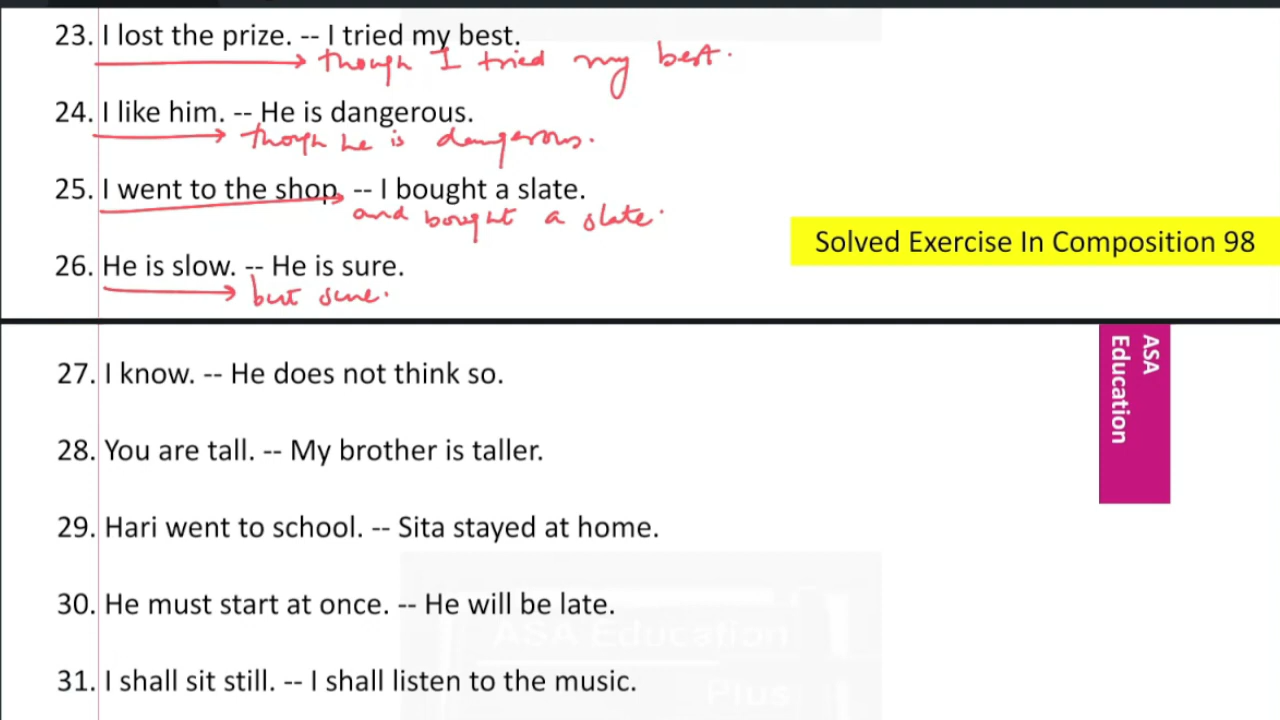 23. I lost the prize. -- I tried my best.
though I tried my best.
24. I like him. -- He is dangerous.
though he is dangerous.
25. I went to the shop -- I bought a slate.
and bought a slate.
Solved Exercise In Composition 98
26. He is slow. -- He is sure.
but sure.
ASA
Education
27. I know. -- He does not think so.
28. You are tall. -- My brother is taller.
29. Hari went to school. -- Sita stayed at home.
30. He must start at once. -- He will be late.
ASA Education
31. I shall sit still. -- I shall listen to the music.
Plus